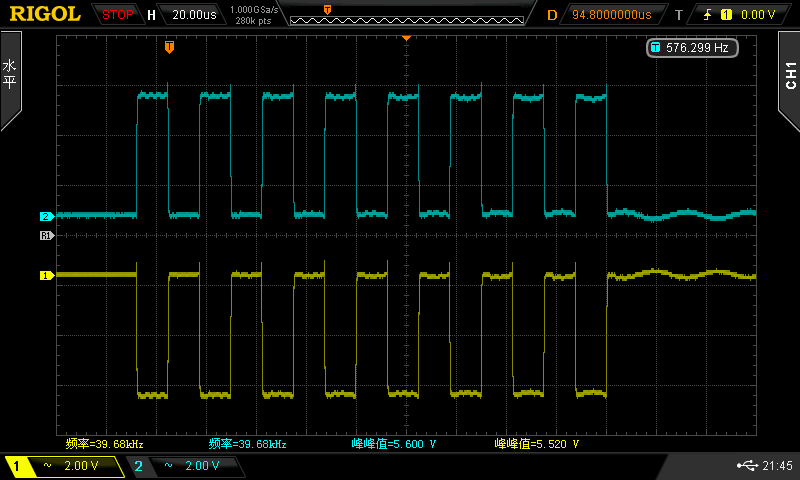 RIGOL STOP H 20.00us 1.000GSa/s 280k pts D 94.8000000us T 1 0.00 V
T
T 576.299 Hz
水平
CH1
2
R1
1
频率=39.68kHz 频率=39.68kHz 峰峰值=5.600 V 峰峰值=5.520 V
1 ~ 2.00 V 2 ~ 2.00 V 21:45